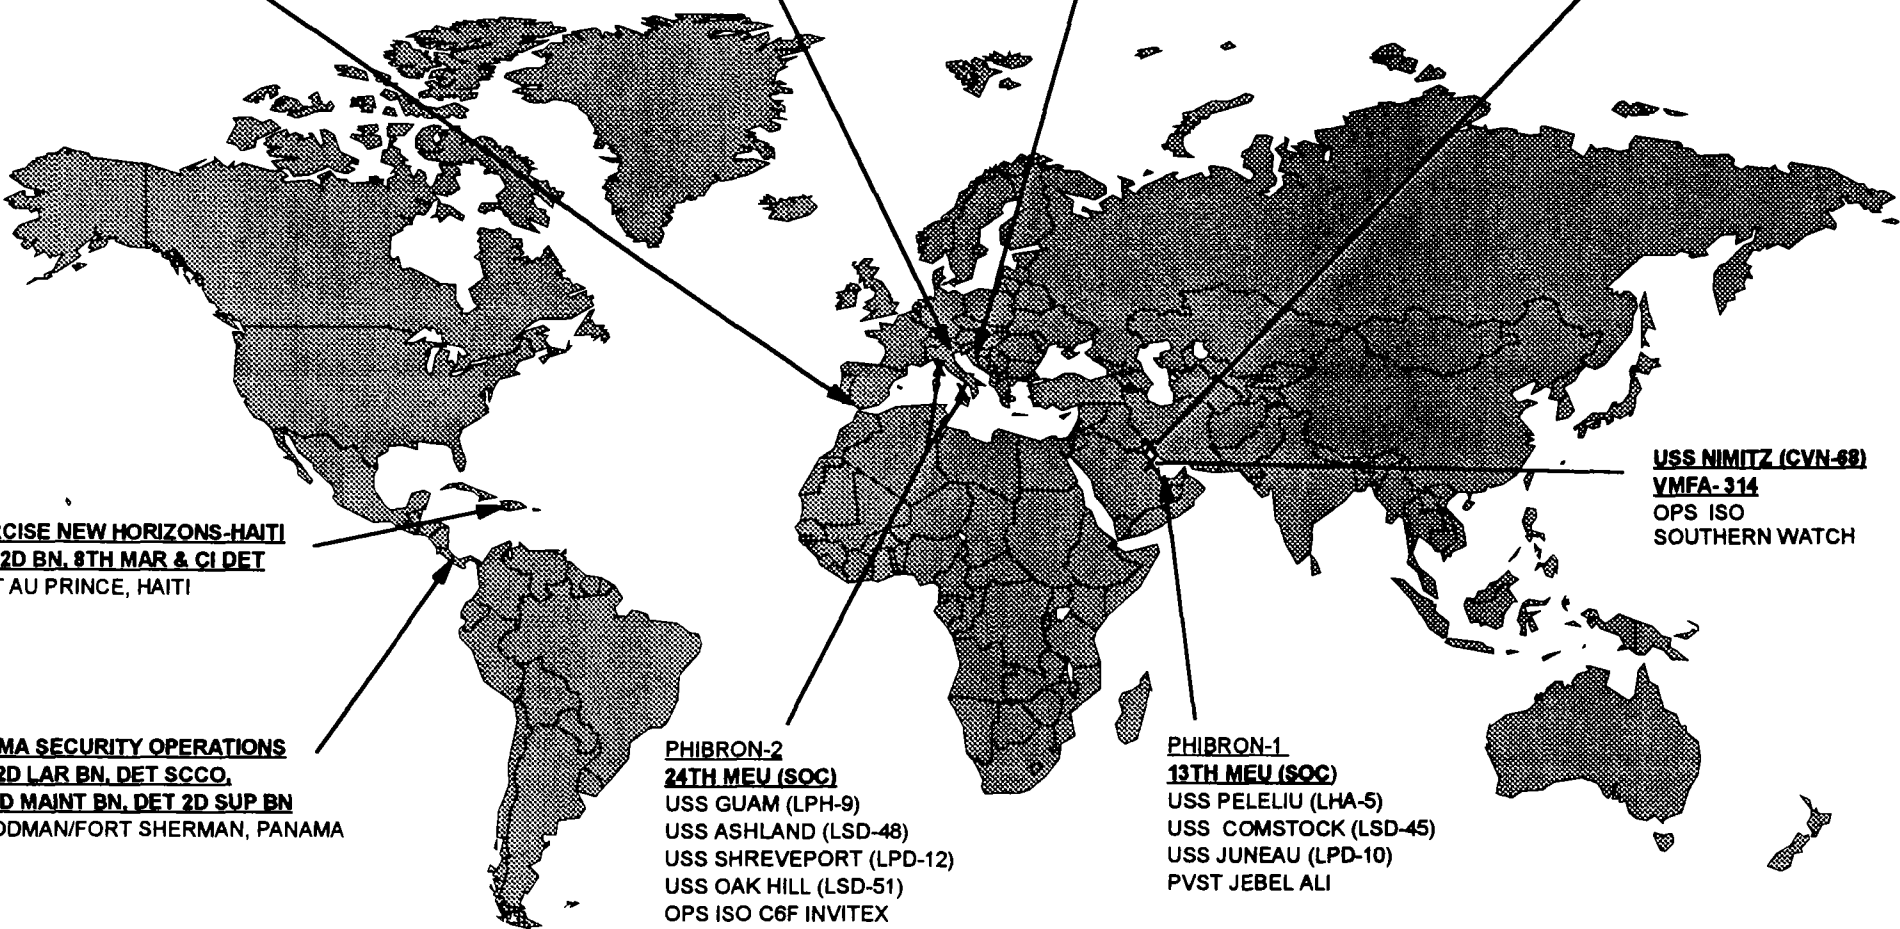 RCISE NEW HORIZONS-HAITI
2D BN, 8TH MAR & CI DET
T AU PRINCE, HAITI
MA SECURITY OPERATIONS
2D LAR BN, DET SCCO,
D MAINT BN, DET 2D SUP BN
ODMAN/FORT SHERMAN, PANAMA
PHIBRON-2
24TH MEU (SOC)
USS GUAM (LPH-9)
USS ASHLAND (LSD-48)
USS SHREVEPORT (LPD-12)
USS OAK HILL (LSD-51)
OPS ISO C6F INVITEX
PHIBRON-1
13TH MEU (SOC)
USS PELELIU (LHA-5)
USS COMSTOCK (LSD-45)
USS JUNEAU (LPD-10)
PVST JEBEL ALI
USS NIMITZ (CVN-68)
VMFA-314
OPS ISO
SOUTHERN WATCH